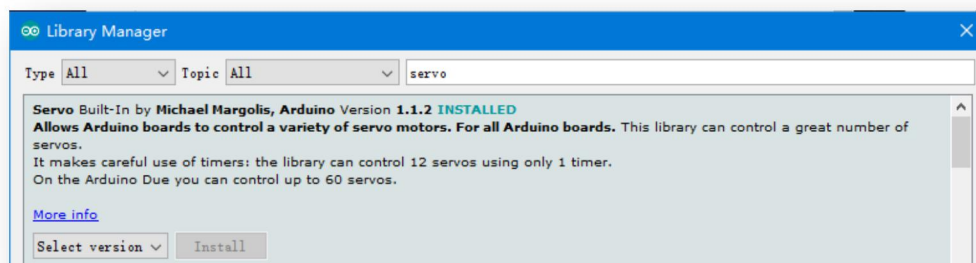 Library Manager
Type All Topic All servo
Servo Built-In by Michael Margolis, Arduino Version 1.1.2 INSTALLED
Allows Arduino boards to control a variety of servo motors. For all Arduino boards. This library can control a great number of
servos.
It makes careful use of timers: the library can control 12 servos using only 1 timer.
On the Arduino Due you can control up to 60 servos.
More info
Select version Install